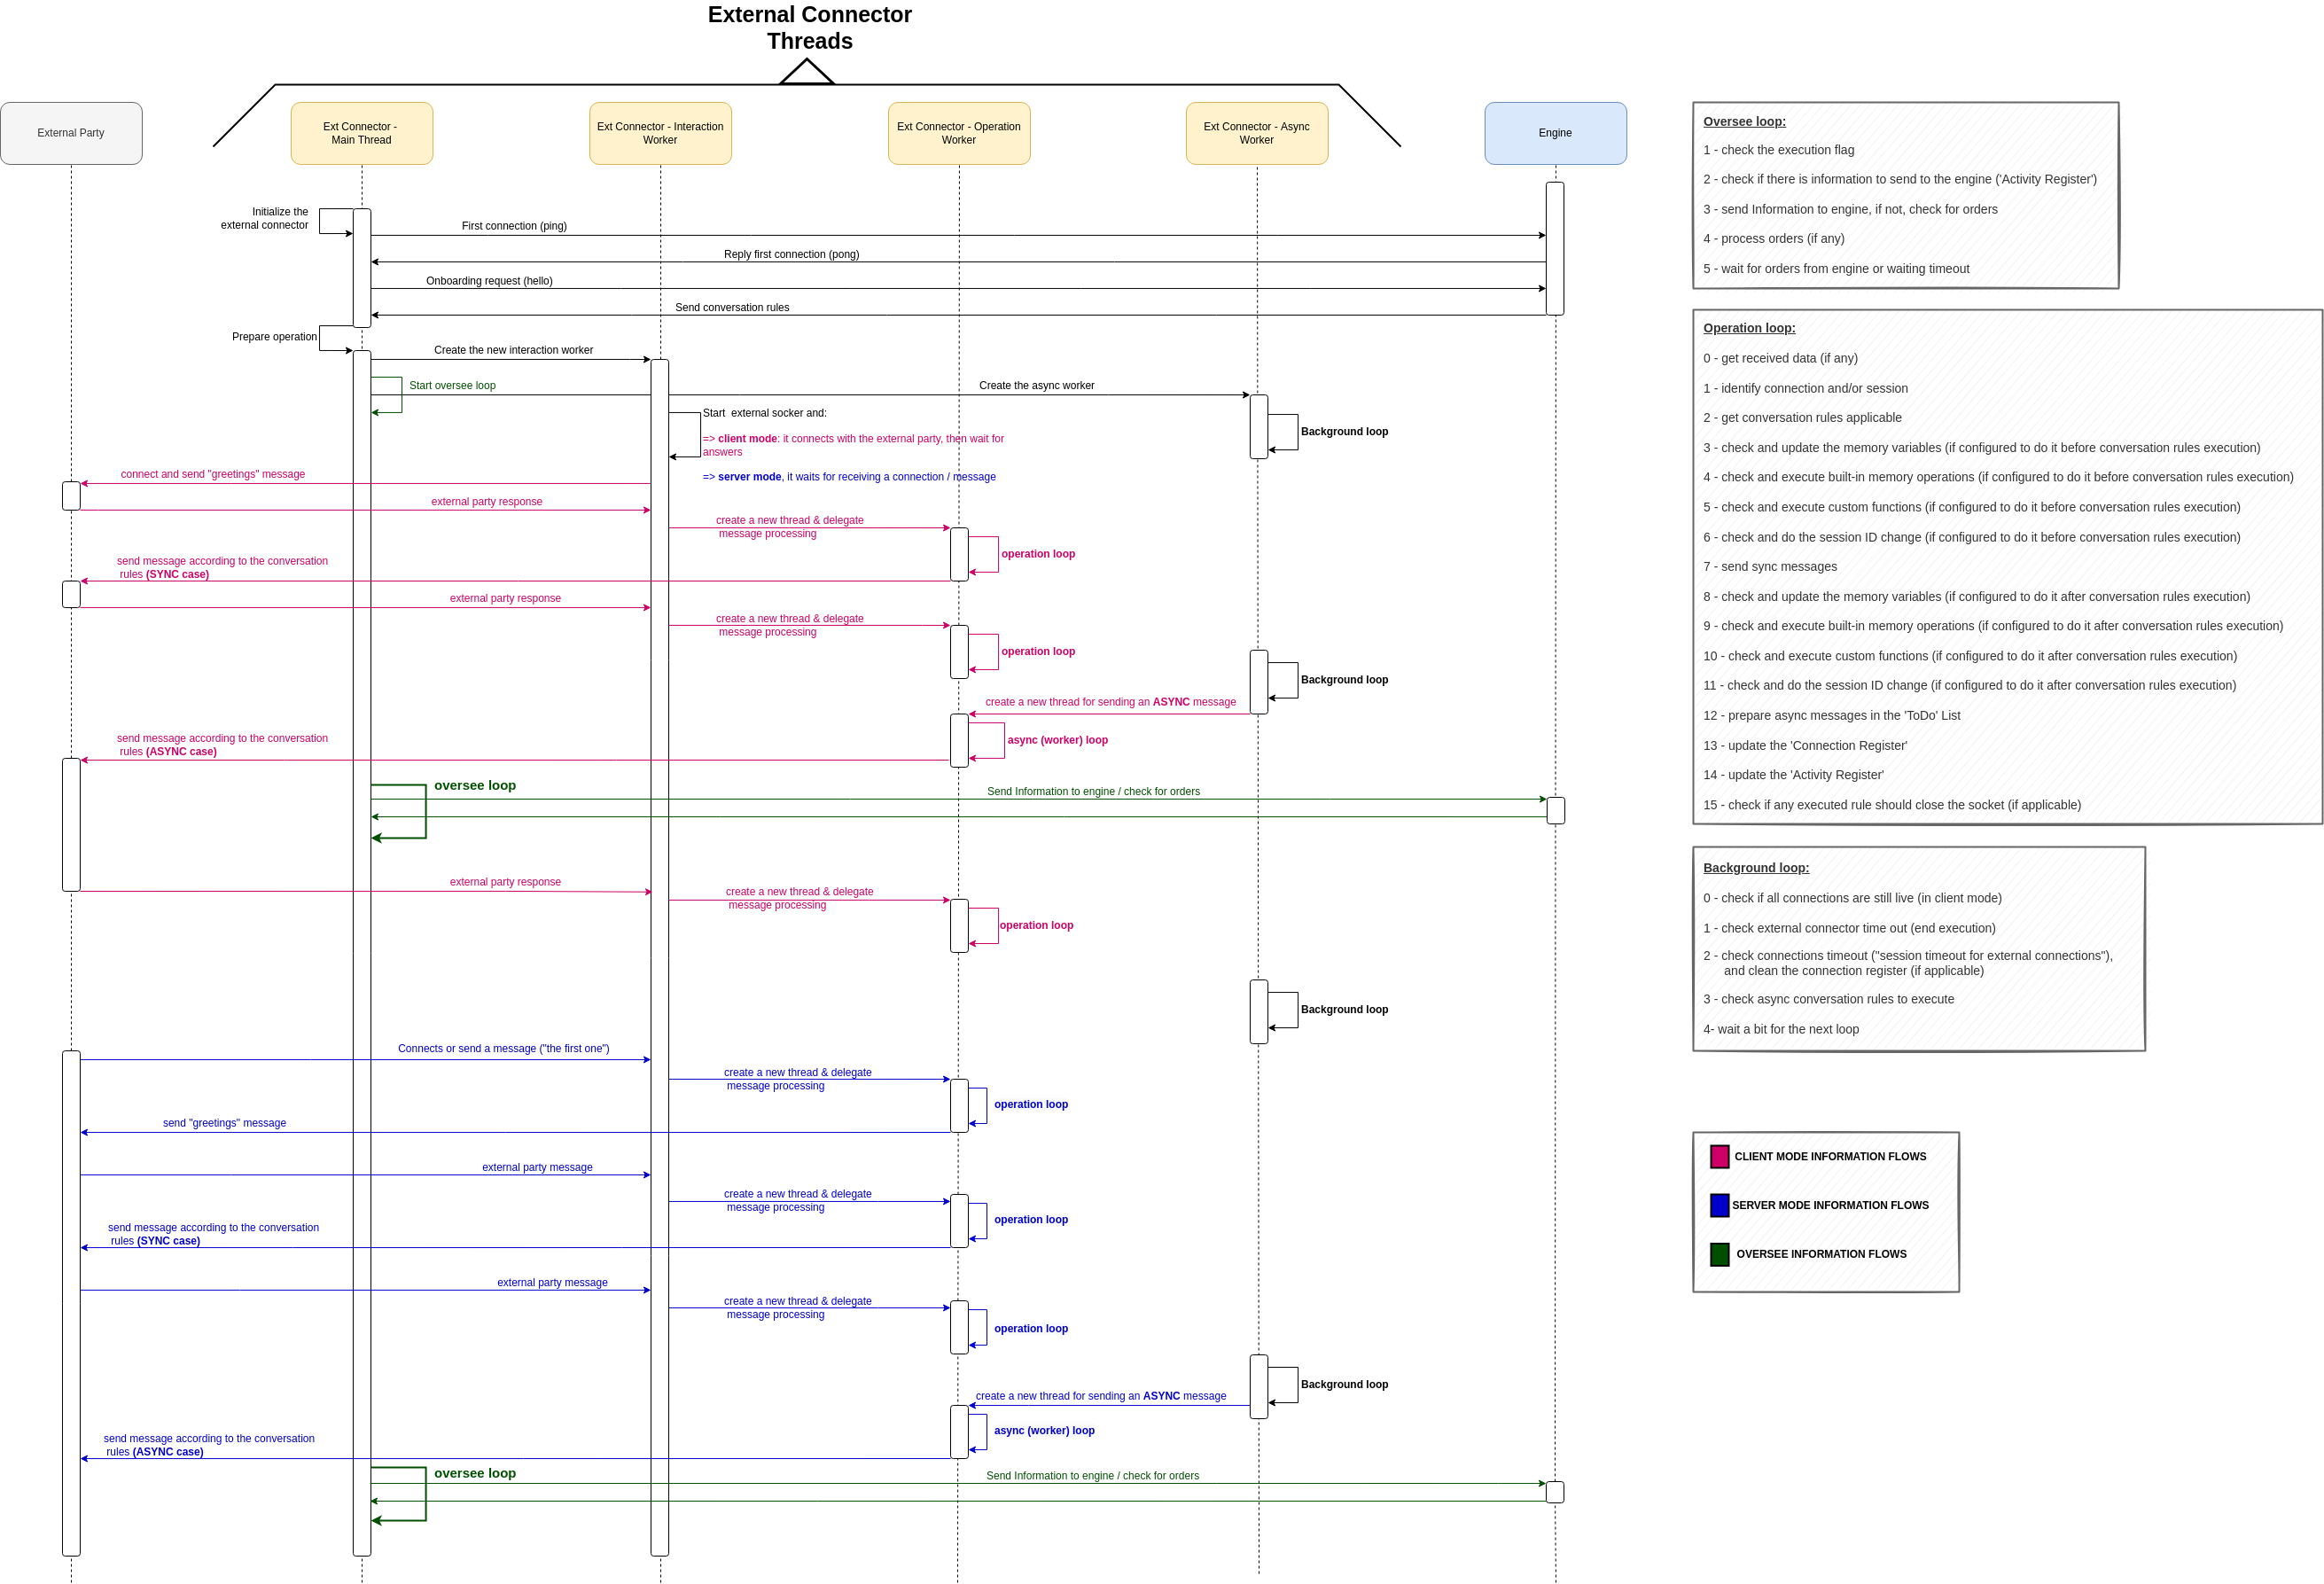 External Connector
Threads
External Party
Ext Connector -
Main Thread
Ext Connector - Interaction
Worker
Ext Connector - Operation
Worker
Ext Connector - Async
Worker
Engine
Initialize the
external connector
First connection (ping)
Reply first connection (pong)
Onboarding request (hello)
Send conversation rules
Prepare operation
Create the new interaction worker
Start oversee loop
Create the async worker
Start  external socker and:
=> client mode: it connects with the external party, then wait for
answers
=> server mode, it waits for receiving a connection / message
Background loop
connect and send "greetings" message
external party response
create a new thread & delegate
message processing
operation loop
send message according to the conversation
rules (SYNC case)
external party response
create a new thread & delegate
message processing
operation loop
Background loop
create a new thread for sending an ASYNC message
send message according to the conversation
rules (ASYNC case)
async (worker) loop
oversee loop
Send Information to engine / check for orders
external party response
create a new thread & delegate
message processing
operation loop
Background loop
Connects or send a message ("the first one")
create a new thread & delegate
message processing
operation loop
send "greetings" message
external party message
create a new thread & delegate
message processing
operation loop
send message according to the conversation
rules (SYNC case)
external party message
create a new thread & delegate
message processing
operation loop
Background loop
create a new thread for sending an ASYNC message
async (worker) loop
send message according to the conversation
rules (ASYNC case)
oversee loop
Send Information to engine / check for orders
Oversee loop:
1 - check the execution flag
2 - check if there is information to send to the engine ('Activity Register')
3 - send Information to engine, if not, check for orders
4 - process orders (if any)
5 - wait for orders from engine or waiting timeout
Operation loop:
0 - get received data (if any)
1 - identify connection and/or session
2 - get conversation rules applicable
3 - check and update the memory variables (if configured to do it before conversation rules execution)
4 - check and execute built-in memory operations (if configured to do it before conversation rules execution)
5 - check and execute custom functions (if configured to do it before conversation rules execution)
6 - check and do the session ID change (if configured to do it before conversation rules execution)
7 - send sync messages
8 - check and update the memory variables (if configured to do it after conversation rules execution)
9 - check and execute built-in memory operations (if configured to do it after conversation rules execution)
10 - check and execute custom functions (if configured to do it after conversation rules execution)
11 - check and do the session ID change (if configured to do it after conversation rules execution)
12 - prepare async messages in the 'ToDo' List
13 - update the 'Connection Register'
14 - update the 'Activity Register'
15 - check if any executed rule should close the socket (if applicable)
Background loop:
0 - check if all connections are still live (in client mode)
1 - check external connector time out (end execution)
2 - check connections timeout ("session timeout for external connections"),
and clean the connection register (if applicable)
3 - check async conversation rules to execute
4- wait a bit for the next loop
CLIENT MODE INFORMATION FLOWS
SERVER MODE INFORMATION FLOWS
OVERSEE INFORMATION FLOWS